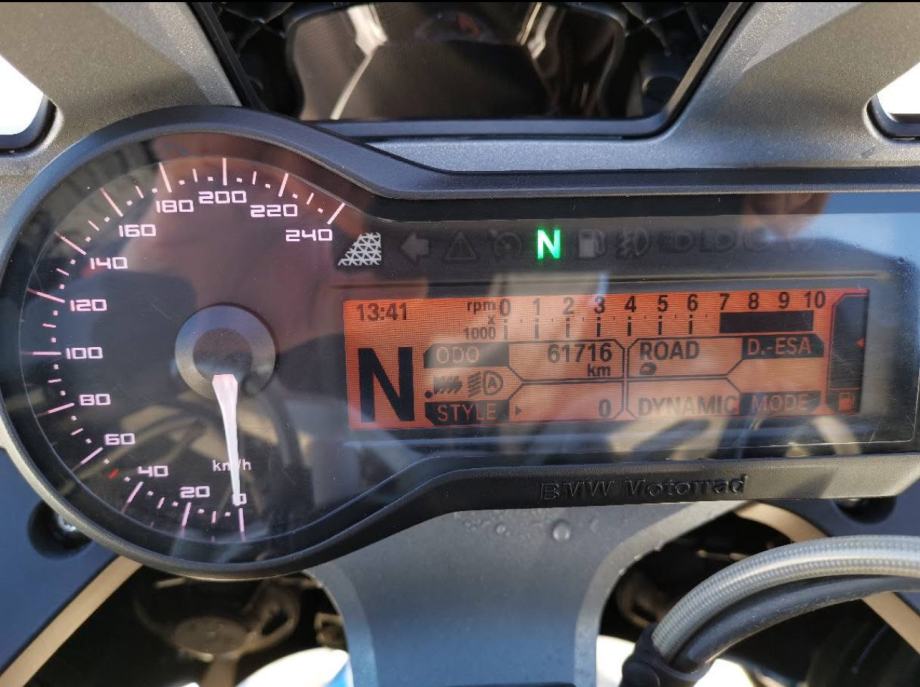 180 200 220
160 240
140
120
100
80
60
40
20
0
km/h
N
13:41 rpm x 1000 0 1 2 3 4 5 6 7 8 9 10
N
ODO 61716 km
ROAD D.-ESA
A
STYLE 0
DYNAMIC MODE
BMW Motorrad